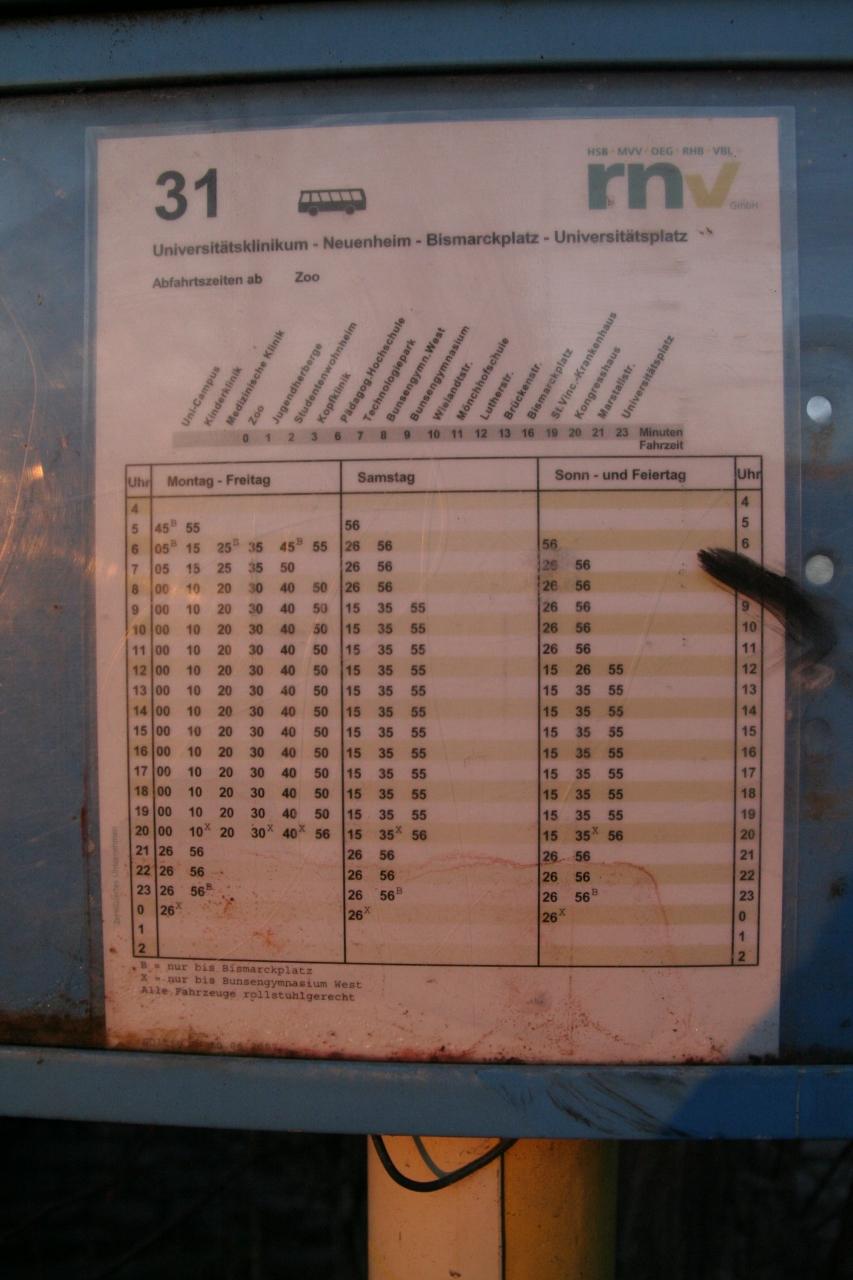 HSB · MVV · OEG · RHB · VBL
31
rnv
GmbH
Universitätsklinikum - Neuenheim - Bismarckplatz - Universitätsplatz
Abfahrtszeiten ab Zoo
Uni-Campus
Kinderklinik
Medizinische Klinik
Zoo
Jugendherberge
Studentenwohnheim
Kopfklinik
Pädagog.Hochschule
Technologiepark
Bunsengymn.West
Bunsengymnasium
Wielandtstr.
Mönchhofschule
Lutherstr.
Brückenstr.
Bismarckplatz
St.Vinc.-Krankenhaus
Kongresshaus
Marstallstr.
Universitätsplatz
0 1 2 3 6 7 8 9 10 11 12 13 16 19 20 21 23 Minuten
Fahrzeit
Uhr Montag - Freitag Samstag Sonn - und Feiertag Uhr
4 4
5 45B 55 56 5
6 05B 15 25B 35 45B 55 26 56 56 6
7 05 15 25 35 50 26 56 26 56
8 00 10 20 30 40 50 26 56 26 56
9 00 10 20 30 40 50 15 35 55 26 56 9
10 00 10 20 30 40 50 15 35 55 26 56 10
11 00 10 20 30 40 50 15 35 55 26 56 11
12 00 10 20 30 40 50 15 35 55 15 26 55 12
13 00 10 20 30 40 50 15 35 55 15 35 55 13
14 00 10 20 30 40 50 15 35 55 15 35 55 14
15 00 10 20 30 40 50 15 35 55 15 35 55 15
16 00 10 20 30 40 50 15 35 55 15 35 55 16
17 00 10 20 30 40 50 15 35 55 15 35 55 17
18 00 10 20 30 40 50 15 35 55 15 35 55 18
19 00 10 20 30 40 50 15 35 55 15 35 55 19
20 00 10X 20 30X 40X 56 15 35X 56 15 35X 56 20
21 26 56 26 56 26 56 21
22 26 56 26 56 26 56 22
23 26 56B 26 56B 26 56B 23
0 26X 26X 26X 0
1 1
2 2
B = nur bis Bismarckplatz
X = nur bis Bunsengymnasium West
Alle Fahrzeuge rollstuhlgerecht